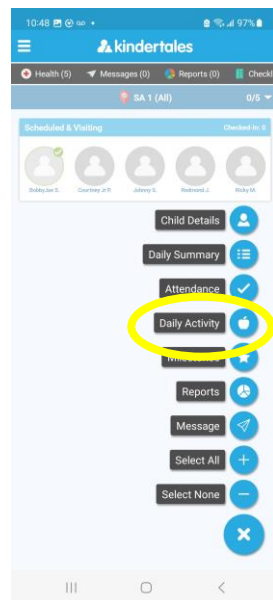 10:48 97%
kindertales
Health (5) Messages (0) Reports (0) Checkl
SA 1 (All) 0/5
Scheduled & Visiting Checked-In: 0
BobbyJoe S. Courtney Jr P. Johnny S. Redmond J. Ricky M.
Child Details
Daily Summary
Attendance
Daily Activity
Milestones
Reports
Message
Select All
Select None